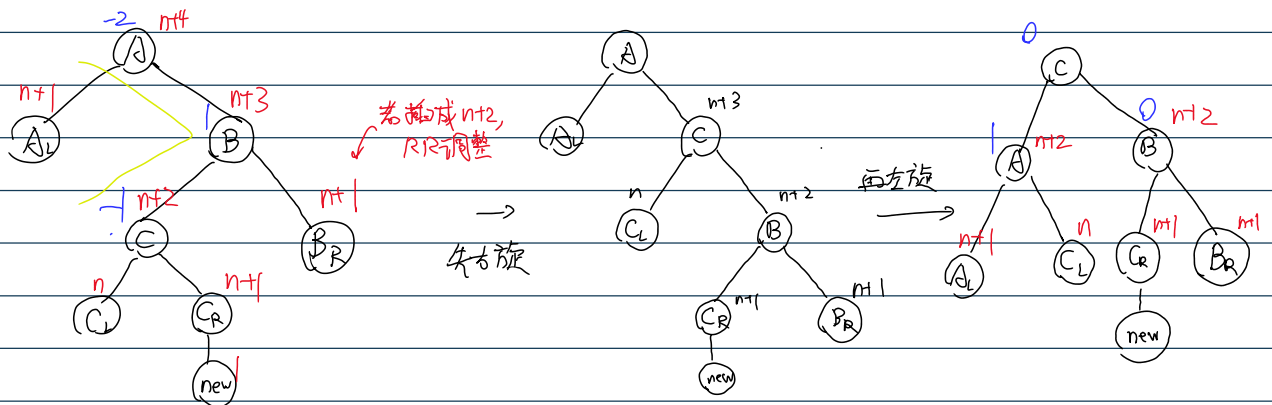 -2 n+4
A
n+1 n+3
A_L 1 B
若插成n+2,
RR调整
-1 n+2 n+1
C B_R
n n+1
C_L C_R
new 1
→
先右旋
A
n+3
A_L C
n n+2
C_L B
n+1 n+1
C_R B_R
new
再左旋
0
C
0 n+2
1 n+2 B
A
n+1 n n+1 n+1
A_L C_L C_R B_R
new